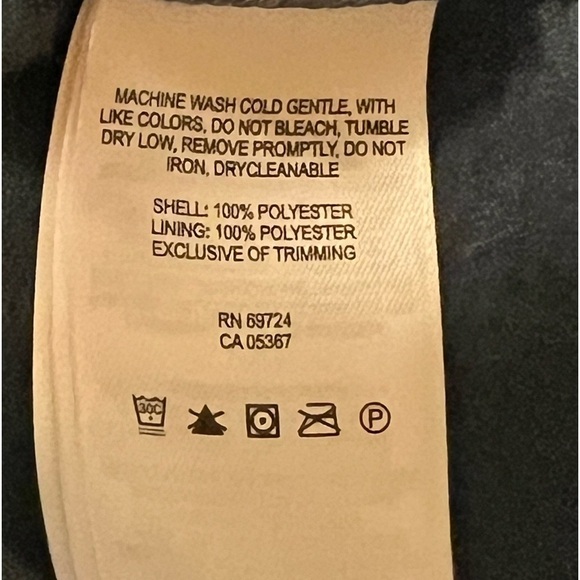 MACHINE WASH COLD GENTLE, WITH
LIKE COLORS, DO NOT BLEACH, TUMBLE
DRY LOW, REMOVE PROMPTLY, DO NOT
IRON, DRYCLEANABLE
SHELL: 100% POLYESTER
LINING: 100% POLYESTER
EXCLUSIVE OF TRIMMING
RN 69724
CA 05367
30C P